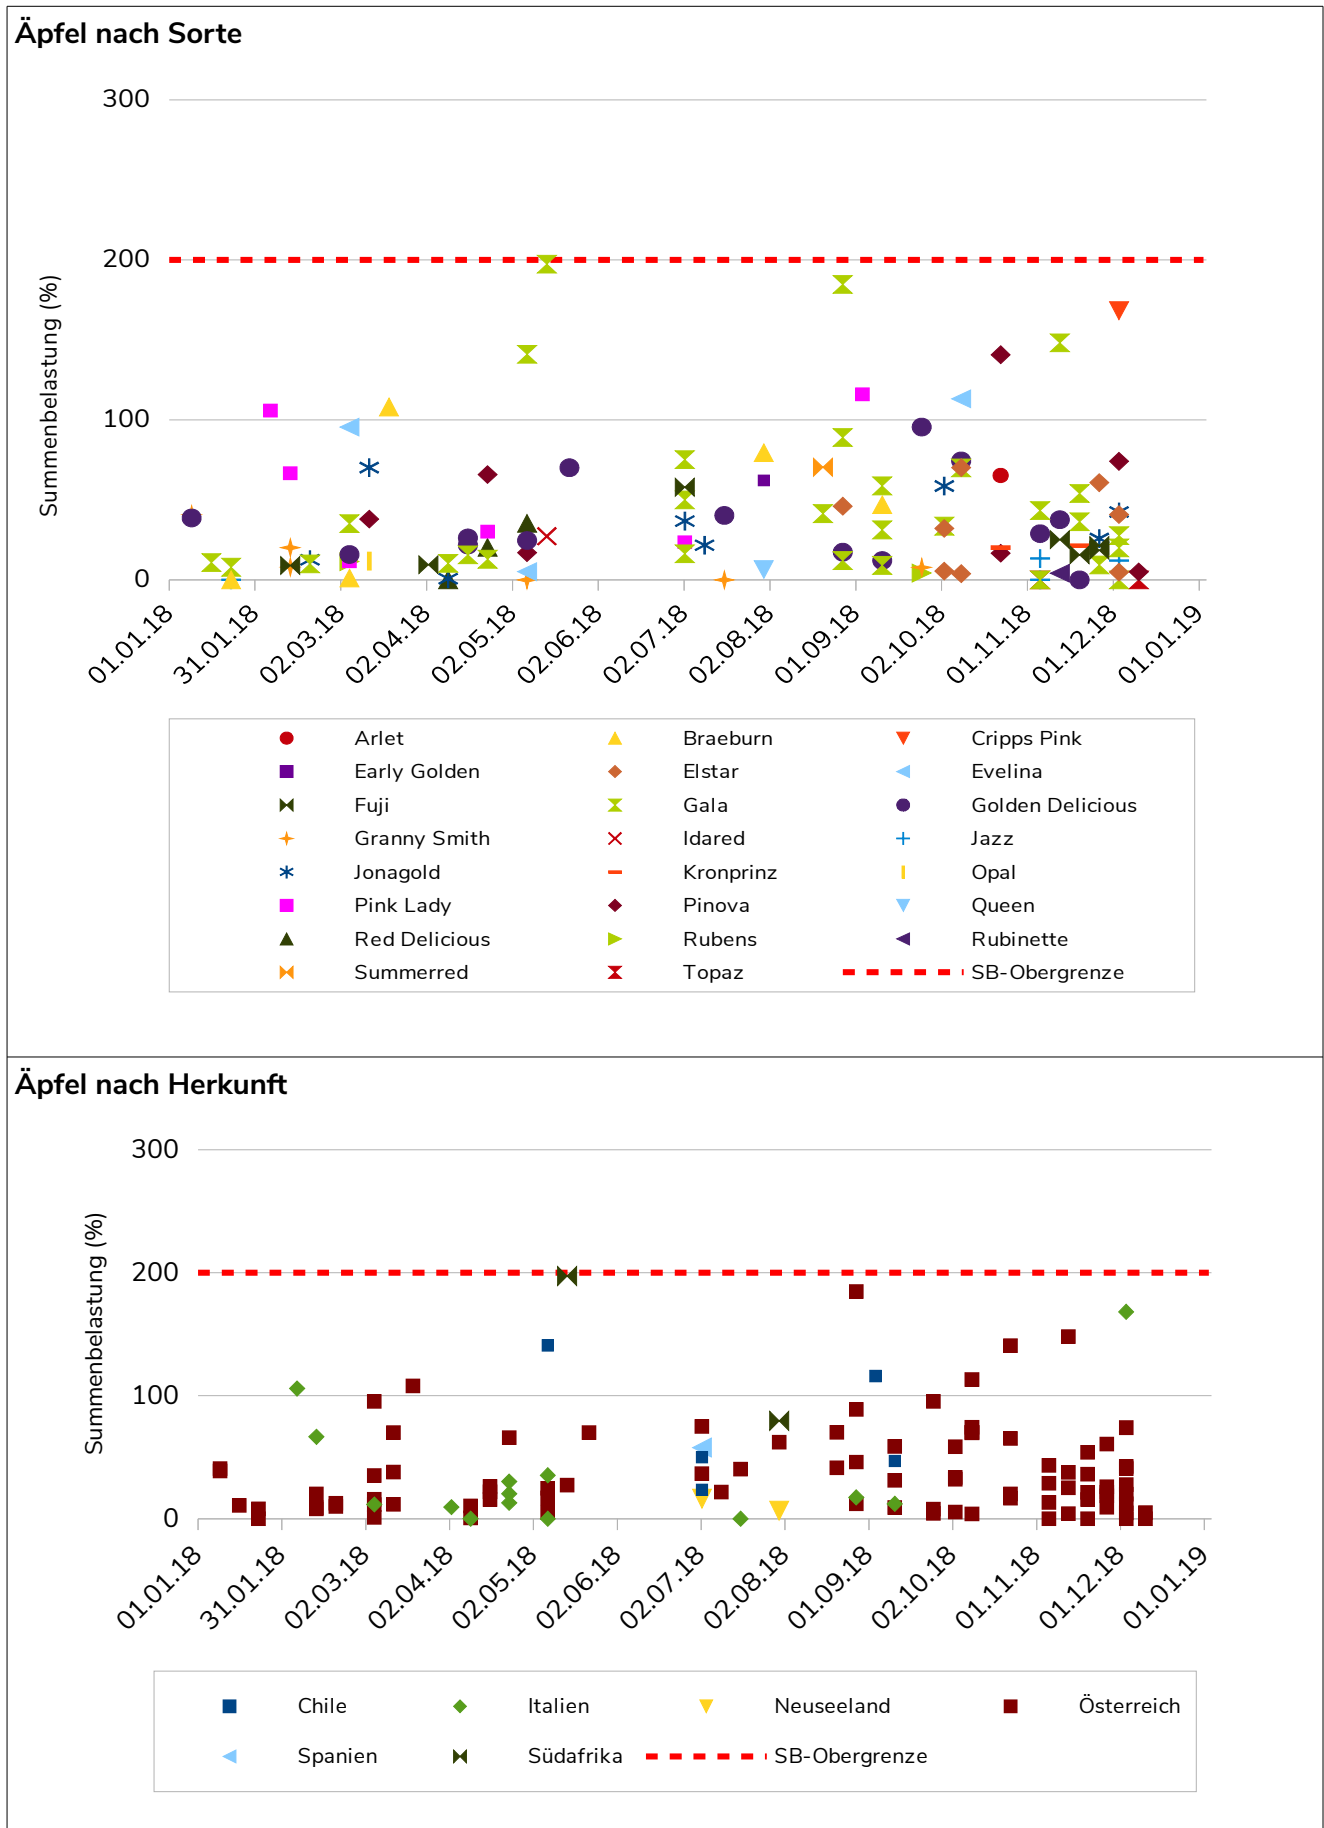 Äpfel nach Sorte
300
200
100
0
Summenbelastung (%)
01.01.18
31.01.18
02.03.18
02.04.18
02.05.18
02.06.18
02.07.18
02.08.18
01.09.18
02.10.18
01.11.18
01.12.18
01.01.19
Arlet Braeburn Cripps Pink
Early Golden Elstar Evelina
Fuji Gala Golden Delicious
Granny Smith Idared Jazz
Jonagold Kronprinz Opal
Pink Lady Pinova Queen
Red Delicious Rubens Rubinette
Summerred Topaz SB-Obergrenze
Äpfel nach Herkunft
300
200
100
0
Summenbelastung (%)
01.01.18
31.01.18
02.03.18
02.04.18
02.05.18
02.06.18
02.07.18
02.08.18
01.09.18
02.10.18
01.11.18
01.12.18
01.01.19
Chile Italien Neuseeland Österreich
Spanien Südafrika SB-Obergrenze